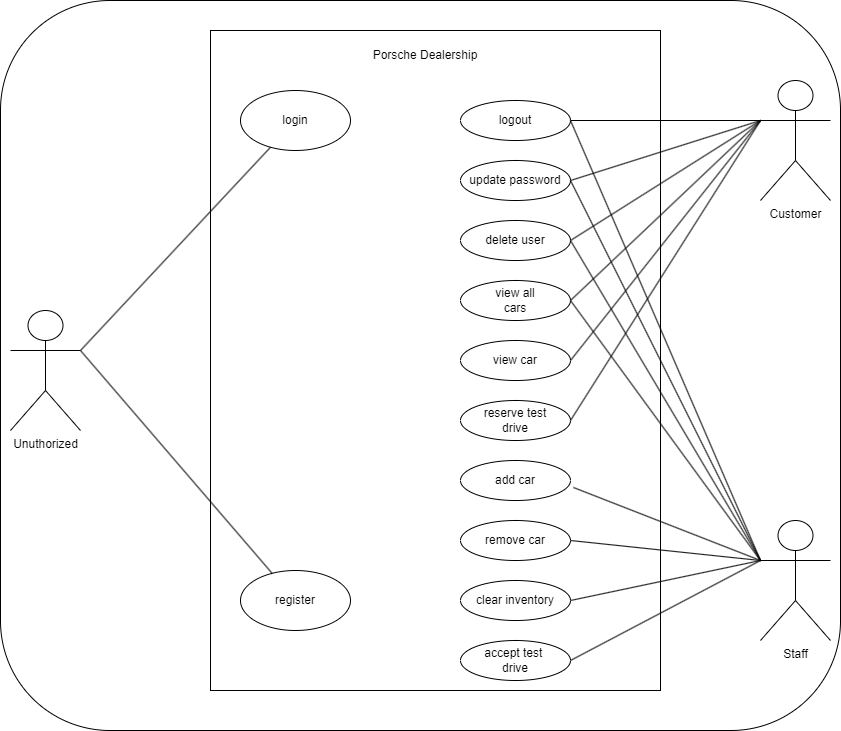 Porsche Dealership
login
logout
update password
delete user
view all
cars
view car
reserve test
drive
add car
remove car
clear inventory
accept test
drive
register
Unuthorized
Customer
Staff